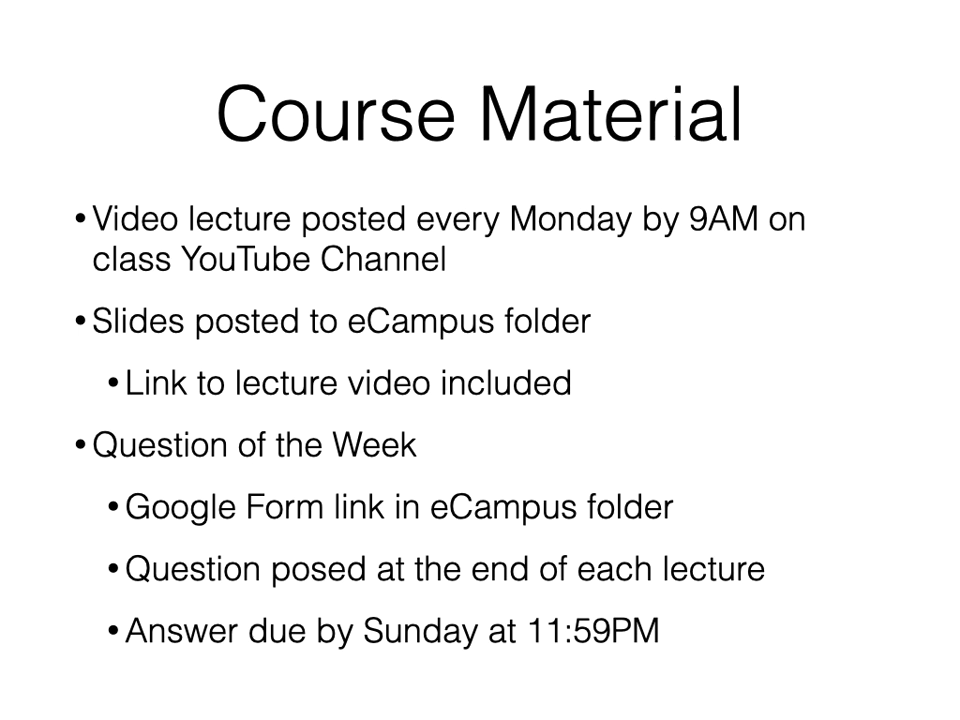 Course Material
•Video lecture posted every Monday by 9AM on
class YouTube Channel
•Slides posted to eCampus folder
•Link to lecture video included
•Question of the Week
•Google Form link in eCampus folder
•Question posed at the end of each lecture
•Answer due by Sunday at 11:59PM